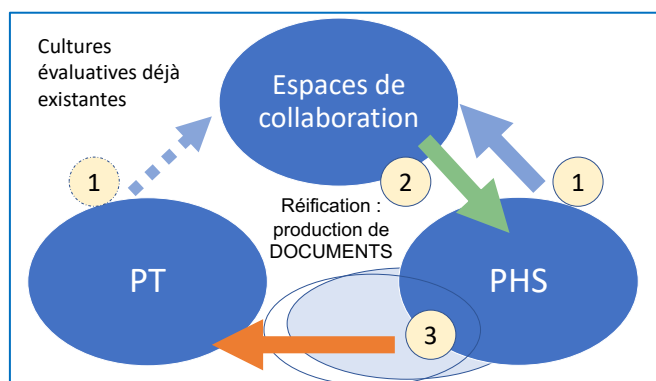 Cultures
évaluatives déjà
existantes
Espaces de
collaboration
1
2
1
Réification :
production de
DOCUMENTS
PT
PHS
3